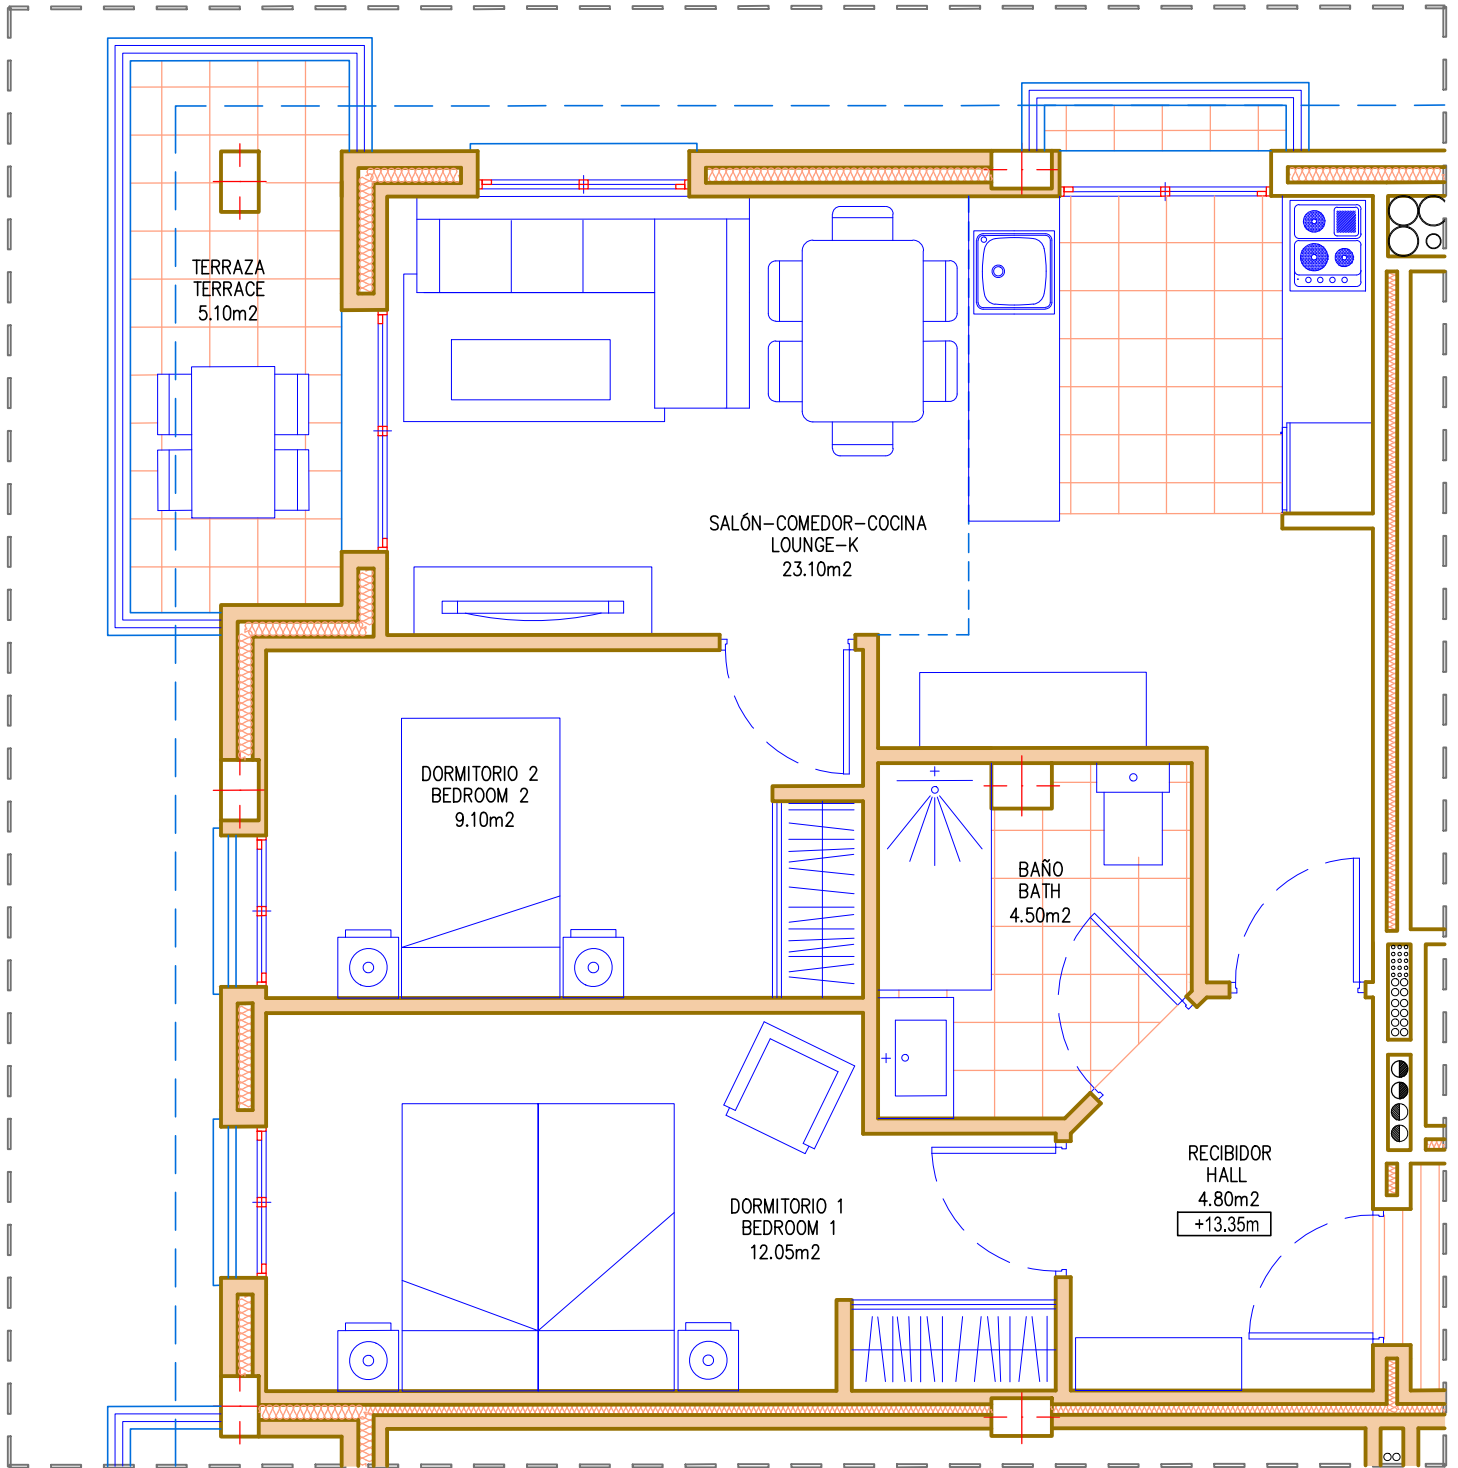 TERRAZA
TERRACE
5.10m2
SALÓN-COMEDOR-COCINA
LOUNGE-K
23.10m2
DORMITORIO 2
BEDROOM 2
9.10m2
BAÑO
BATH
4.50m2
DORMITORIO 1
BEDROOM 1
12.05m2
RECIBIDOR
HALL
4.80m2
+13.35m